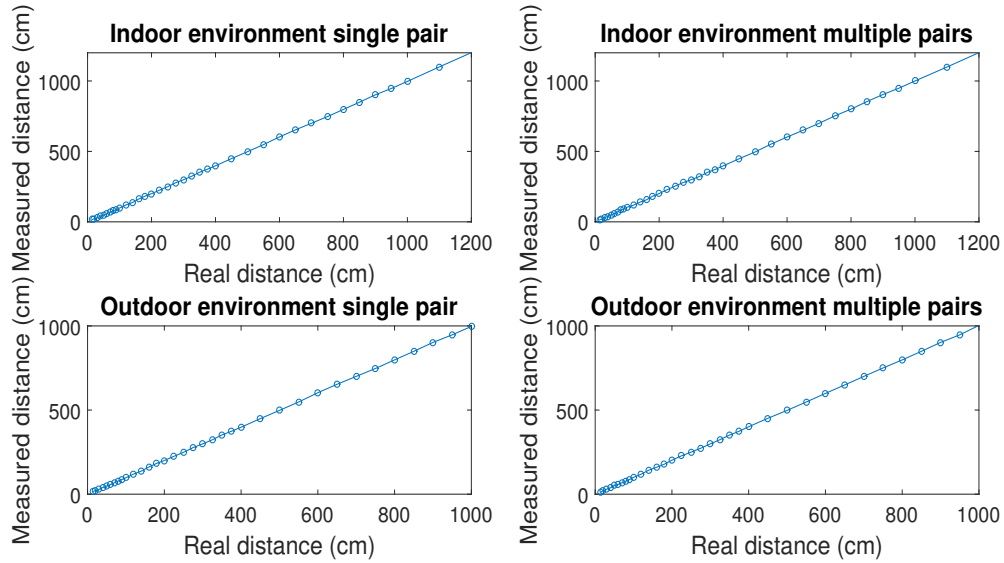 Indoor environment single pair
Measured distance (cm)
1000
500
0
0 200 400 600 800 1000 1200
Real distance (cm)
Indoor environment multiple pairs
Measured distance (cm)
1000
500
0
0 200 400 600 800 1000 1200
Real distance (cm)
Outdoor environment single pair
Measured distance (cm)
1000
500
0
0 200 400 600 800 1000
Real distance (cm)
Outdoor environment multiple pairs
Measured distance (cm)
1000
500
0
0 200 400 600 800 1000
Real distance (cm)